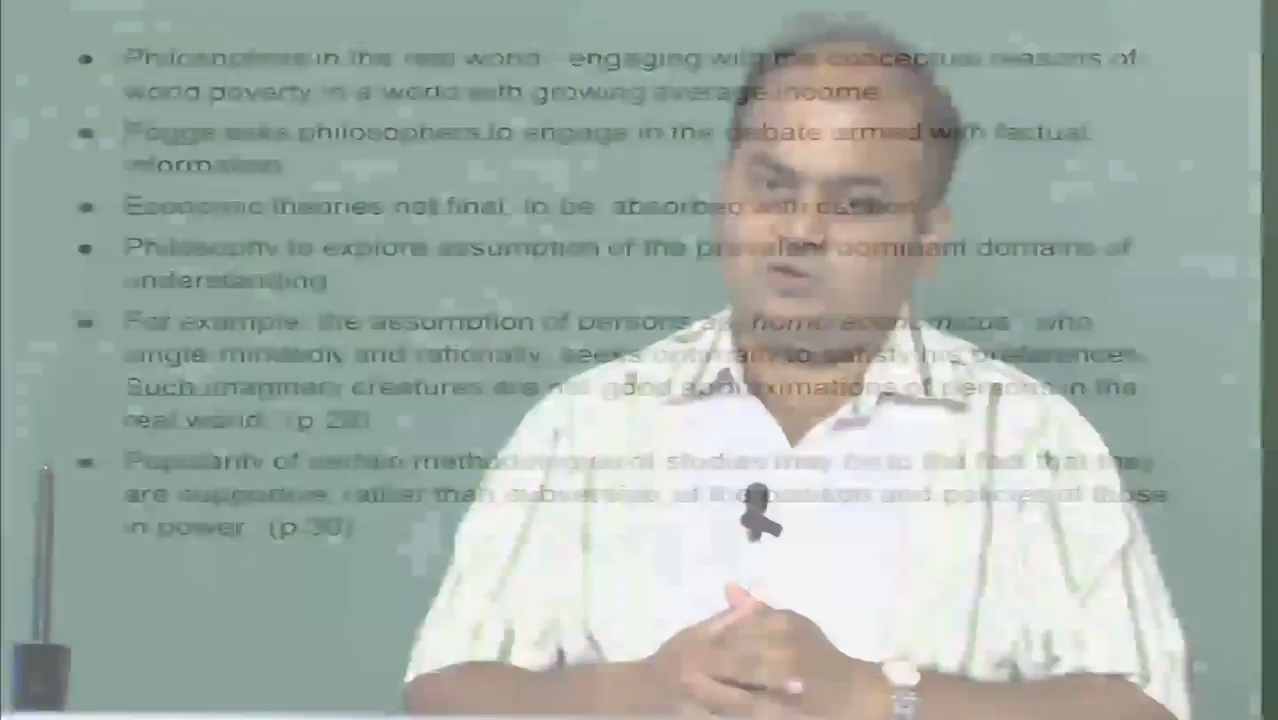 • Philosophers in the real world: engaging with the conceptual reasons of
world poverty in a world with growing average income
• Pogge asks philosophers to engage in the debate armed with factual
information
• Economic theories not final, to be absorbed with caution
• Philosophy to explore assumption of the prevalent dominant domains of
understanding
• For example, the assumption of persons as homo economicus who
single mindedly and rationally, seeks optimally to satisfy his preferences.
Such imaginary creatures are not good approximations of persons in the
real world. (p
• Popularity of certain methodological studies may be to the fact that they
are supportive, rather than subversive, of the position and policies of those
in power. (p.30)